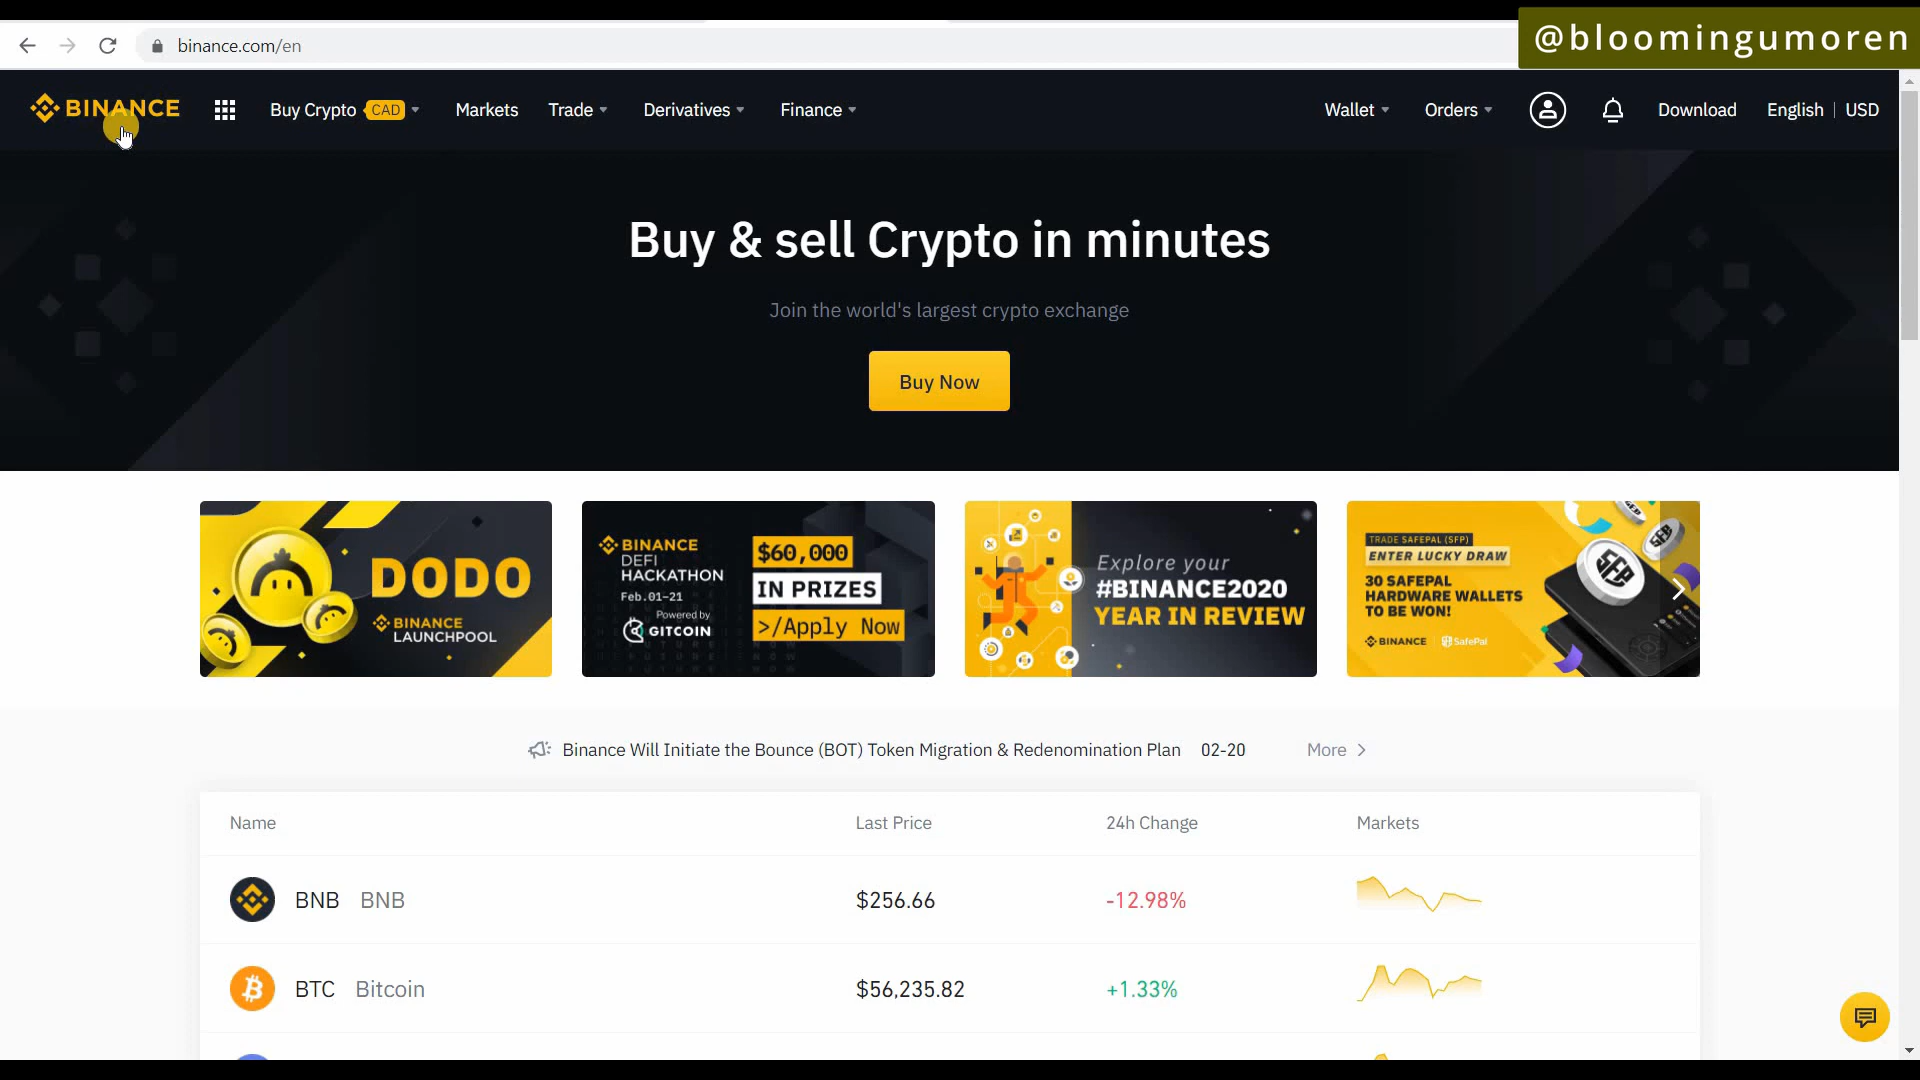 binance.com/en
@bloomingumoren
BINANCE
Buy Crypto CAD
Markets
Trade
Derivatives
Finance
Wallet
Orders
Download
English | USD
Buy & sell Crypto in minutes
Join the world's largest crypto exchange
Buy Now
DODO
BINANCE
LAUNCHPOOL
BINANCE
DEFI
HACKATHON
Feb.01-21
Powered by
GITCOIN
$60,000
IN PRIZES
>/Apply Now
Explore your
#BINANCE2020
YEAR IN REVIEW
TRADE SAFEPAL (SFP)
ENTER LUCKY DRAW
30 SAFEPAL
HARDWARE WALLETS
TO BE WON!
BINANCE | SafePal
SFP
SFP
Binance Will Initiate the Bounce (BOT) Token Migration & Redenomination Plan 02-20 More
Name Last Price 24h Change Markets
BNB BNB $256.66 -12.98%
BTC Bitcoin $56,235.82 +1.33%